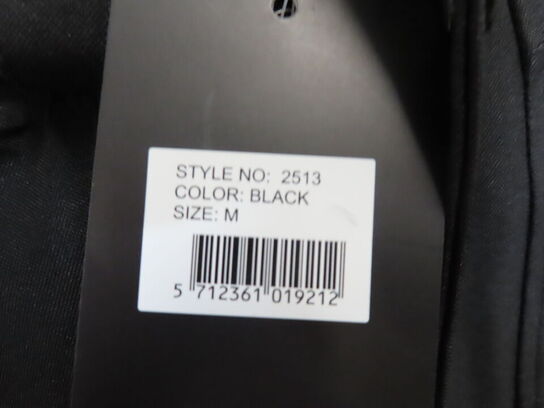 STYLE NO: 2513
COLOR: BLACK
SIZE: M
5 712361 019212